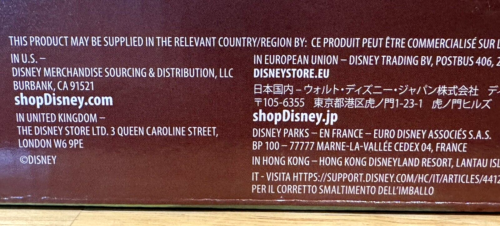 THIS PRODUCT MAY BE SUPPLIED IN THE RELEVANT COUNTRY/REGION BY: CE PRODUIT PEUT ÊTRE COMMERCIALISÉ SUR L
IN U.S. –
DISNEY MERCHANDISE SOURCING & DISTRIBUTION, LLC
BURBANK, CA 91521
shopDisney.com
IN UNITED KINGDOM –
THE DISNEY STORE LTD. 3 QUEEN CAROLINE STREET,
LONDON W6 9PE
©DISNEY
IN EUROPEAN UNION – DISNEY TRADING BV, POSTBUS 406, 2
DISNEYSTORE.EU
日本国内 – ウォルト・ディズニー・ジャパン株式会社 デ
〒105-6355 東京都港区虎ノ門1-23-1 虎ノ門ヒルズ
shopDisney.jp
DISNEY PARKS – EN FRANCE – EURO DISNEY ASSOCIÉS S.A.S.
BP 100 – 77777 MARNE-LA-VALLÉE CEDEX 04, FRANCE
IN HONG KONG – HONG KONG DISNEYLAND RESORT, LANTAU ISL
IT - VISITA HTTPS://SUPPORT.DISNEY.COM/HC/IT/ARTICLES/4412
PER IL CORRETTO SMALTIMENTO DELL'IMBALLO